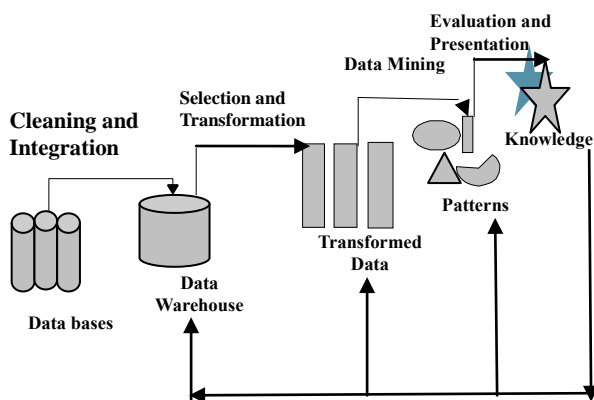 Evaluation and
Presentation
Data Mining
Selection and
Transformation
Cleaning and
Integration
Knowledge
Patterns
Transformed
Data
Data
Warehouse
Data bases